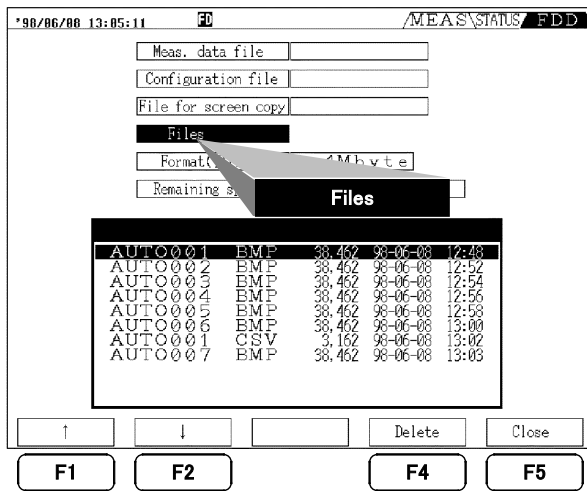 '98/06/08 13:05:11 FD /MEAS\STATUS/ FDD
Meas. data file
Configuration file
File for screen copy
Files
Format(
4Mbyte
Remaining
Files
AUTO001 BMP 38,462 98-06-08 12:48
AUTO002 BMP 38,462 98-06-08 12:52
AUTO003 BMP 38,462 98-06-08 12:54
AUTO004 BMP 38,462 98-06-08 12:56
AUTO005 BMP 38,462 98-06-08 12:58
AUTO006 BMP 38,462 98-06-08 13:00
AUTO001 CSV 3,162 98-06-08 13:02
AUTO007 BMP 38,462 98-06-08 13:03
↑ ↓ Delete Close
F1 F2 F4 F5